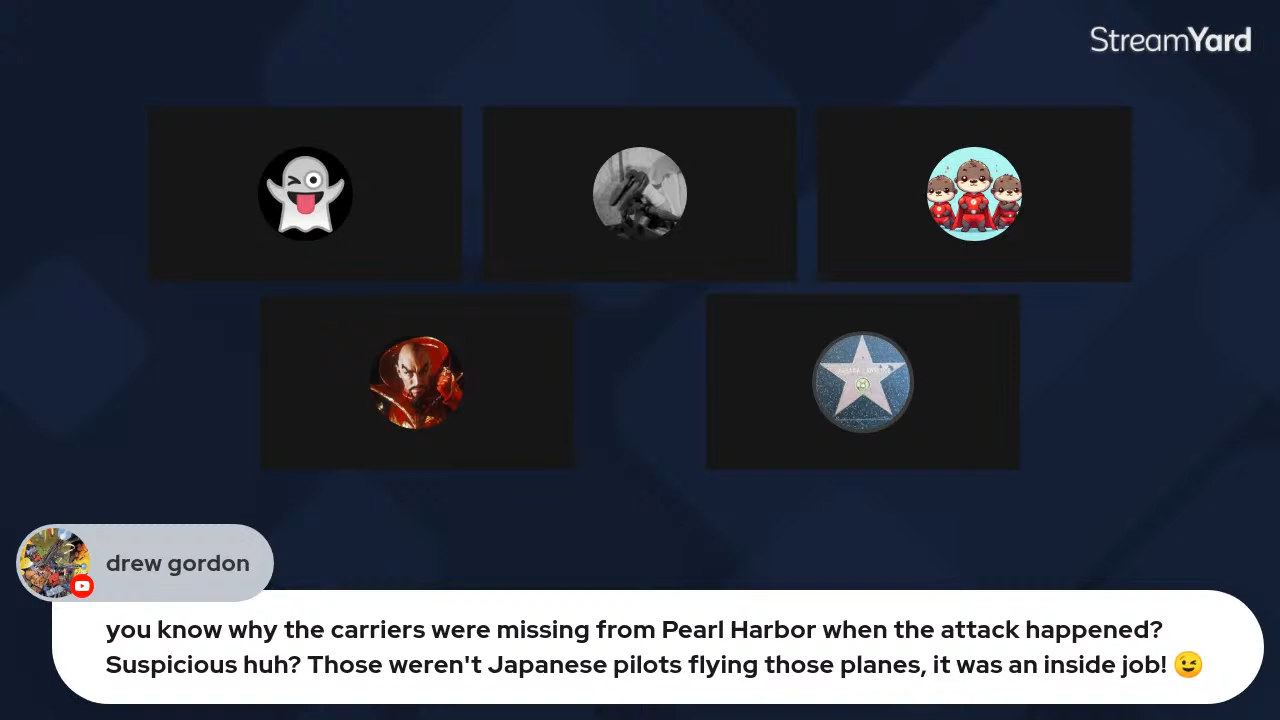 StreamYard
drew gordon
you know why the carriers were missing from Pearl Harbor when the attack happened?
Suspicious huh? Those weren't Japanese pilots flying those planes, it was an inside job! 😉